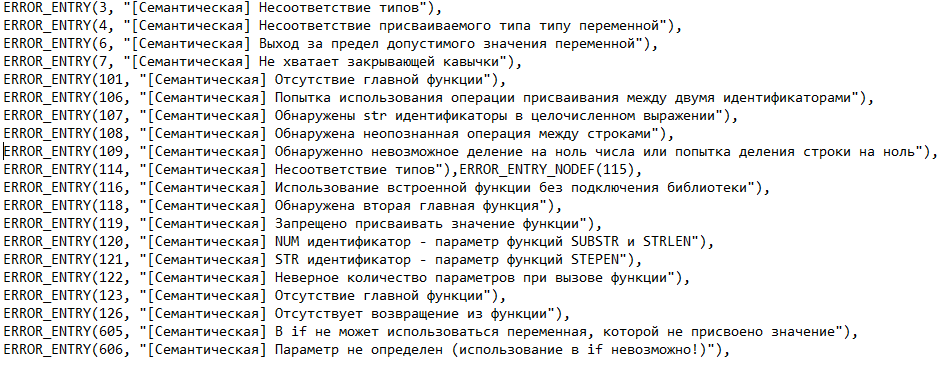 ERROR_ENTRY(3, "[Семантическая] Несоответствие типов"),
ERROR_ENTRY(4, "[Семантическая] Несоответствие присваиваемого типа типу переменной"),
ERROR_ENTRY(6, "[Семантическая] Выход за предел допустимого значения переменной"),
ERROR_ENTRY(7, "[Семантическая] Не хватает закрывающей кавычки"),
ERROR_ENTRY(101, "[Семантическая] Отсутствие главной функции"),
ERROR_ENTRY(106, "[Семантическая] Попытка использования операции присваивания между двумя идентификаторами"),
ERROR_ENTRY(107, "[Семантическая] Обнаружены str идентификаторы в целочисленном выражении"),
ERROR_ENTRY(108, "[Семантическая] Обнаружена неопознанная операция между строками"),
ERROR_ENTRY(109, "[Семантическая] Обнаруженно невозможное деление на ноль числа или попытка деления строки на ноль"),
ERROR_ENTRY(114, "[Семантическая] Несоответствие типов"),ERROR_ENTRY_NODEF(115),
ERROR_ENTRY(116, "[Семантическая] Использование встроенной функции без подключения библиотеки"),
ERROR_ENTRY(118, "[Семантическая] Обнаружена вторая главная функция"),
ERROR_ENTRY(119, "[Семантическая] Запрещено присваивать значение функции"),
ERROR_ENTRY(120, "[Семантическая] NUM идентификатор - параметр функций SUBSTR и STRLEN"),
ERROR_ENTRY(121, "[Семантическая] STR идентификатор - параметр функций STEPEN"),
ERROR_ENTRY(122, "[Семантическая] Неверное количество параметров при вызове функции"),
ERROR_ENTRY(123, "[Семантическая] Отсутствие главной функции"),
ERROR_ENTRY(126, "[Семантическая] Отсутствует возвращение из функции"),
ERROR_ENTRY(605, "[Семантическая] В if не может использоваться переменная, которой не присвоено значение"),
ERROR_ENTRY(606, "[Семантическая] Параметр не определен (использование в if невозможно!)"),